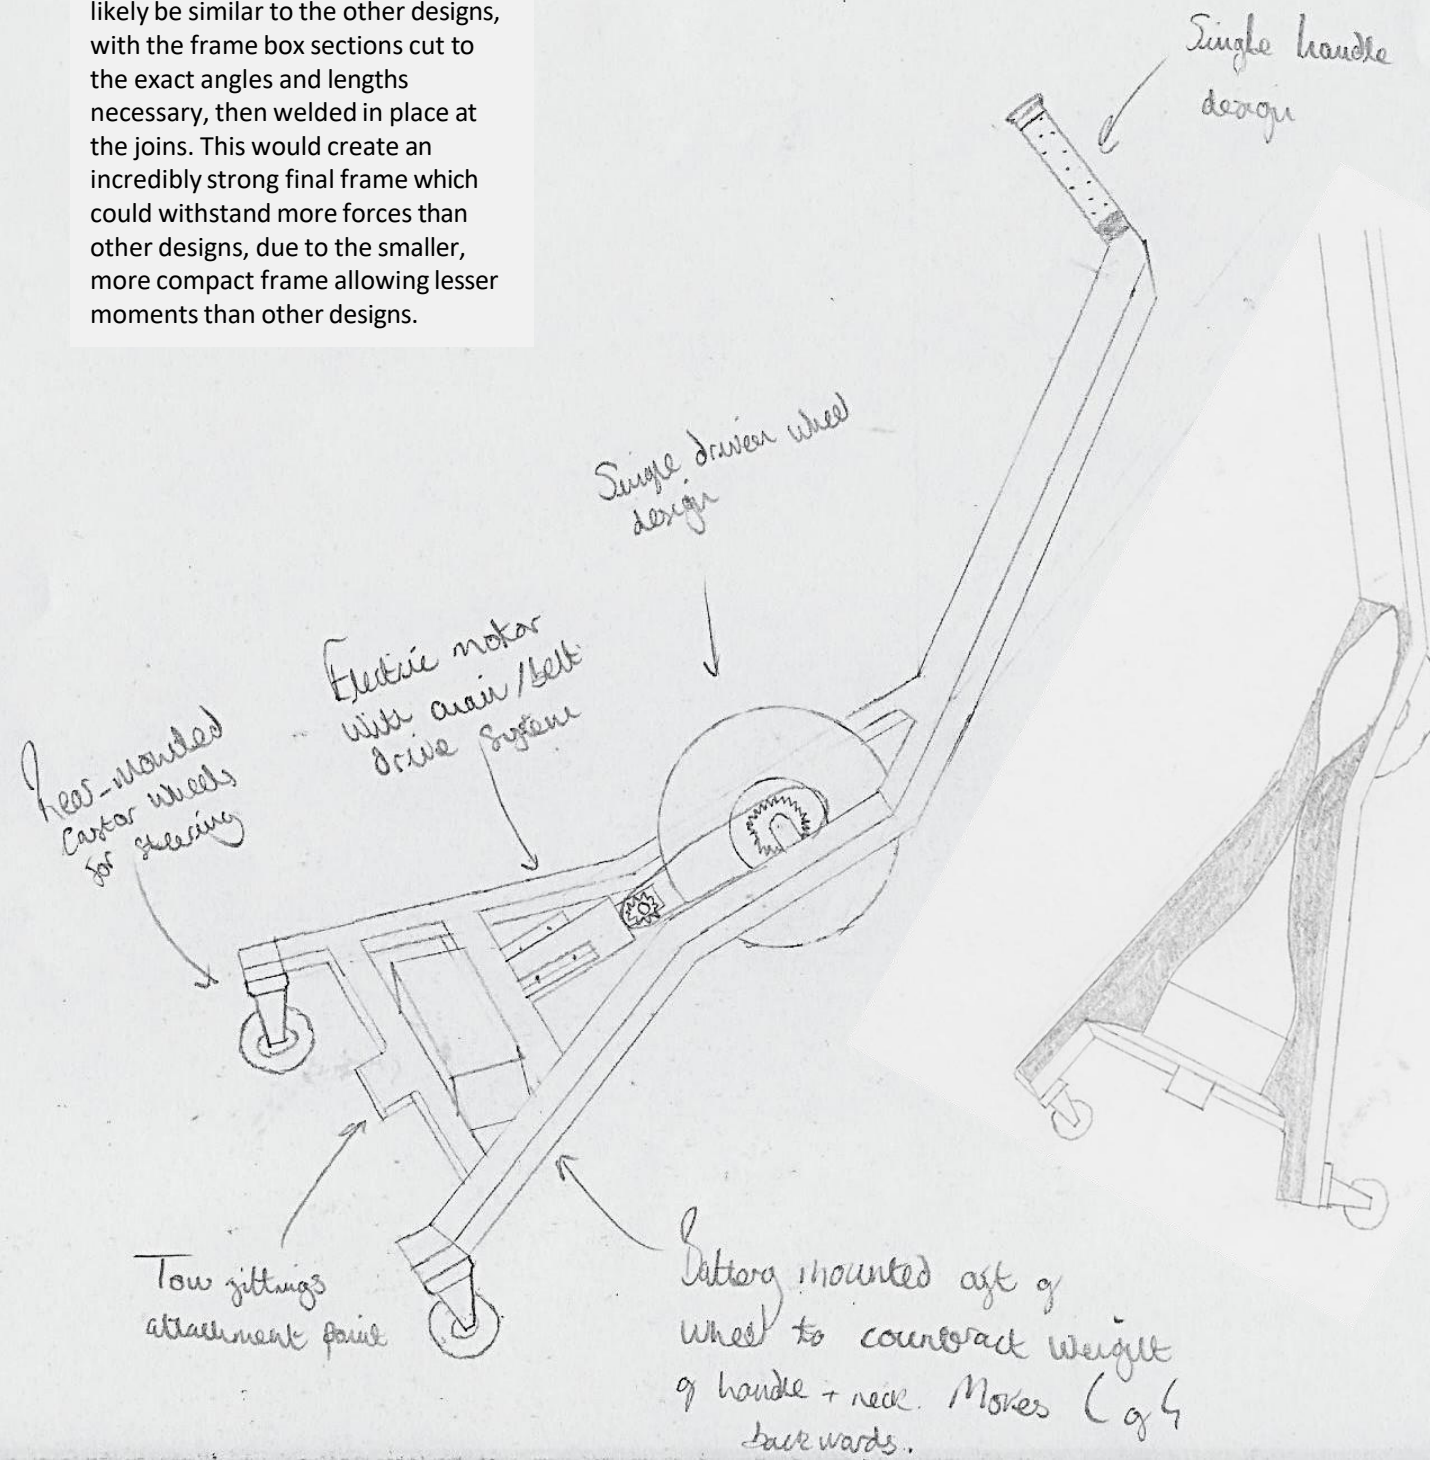 likely be similar to the other designs,
with the frame box sections cut to
the exact angles and lengths
necessary, then welded in place at
the joins. This would create an
incredibly strong final frame which
could withstand more forces than
other designs, due to the smaller,
more compact frame allowing lesser
moments than other designs.
Single handle
design
Single driven wheel
design
Electric motor
with chain/belt
drive system
Rear-mounted
castor wheels
for steering
Tow fittings
attachment point
Battery mounted aft of
wheel to counteract weight
of handle + neck. Moves C of G
backwards.